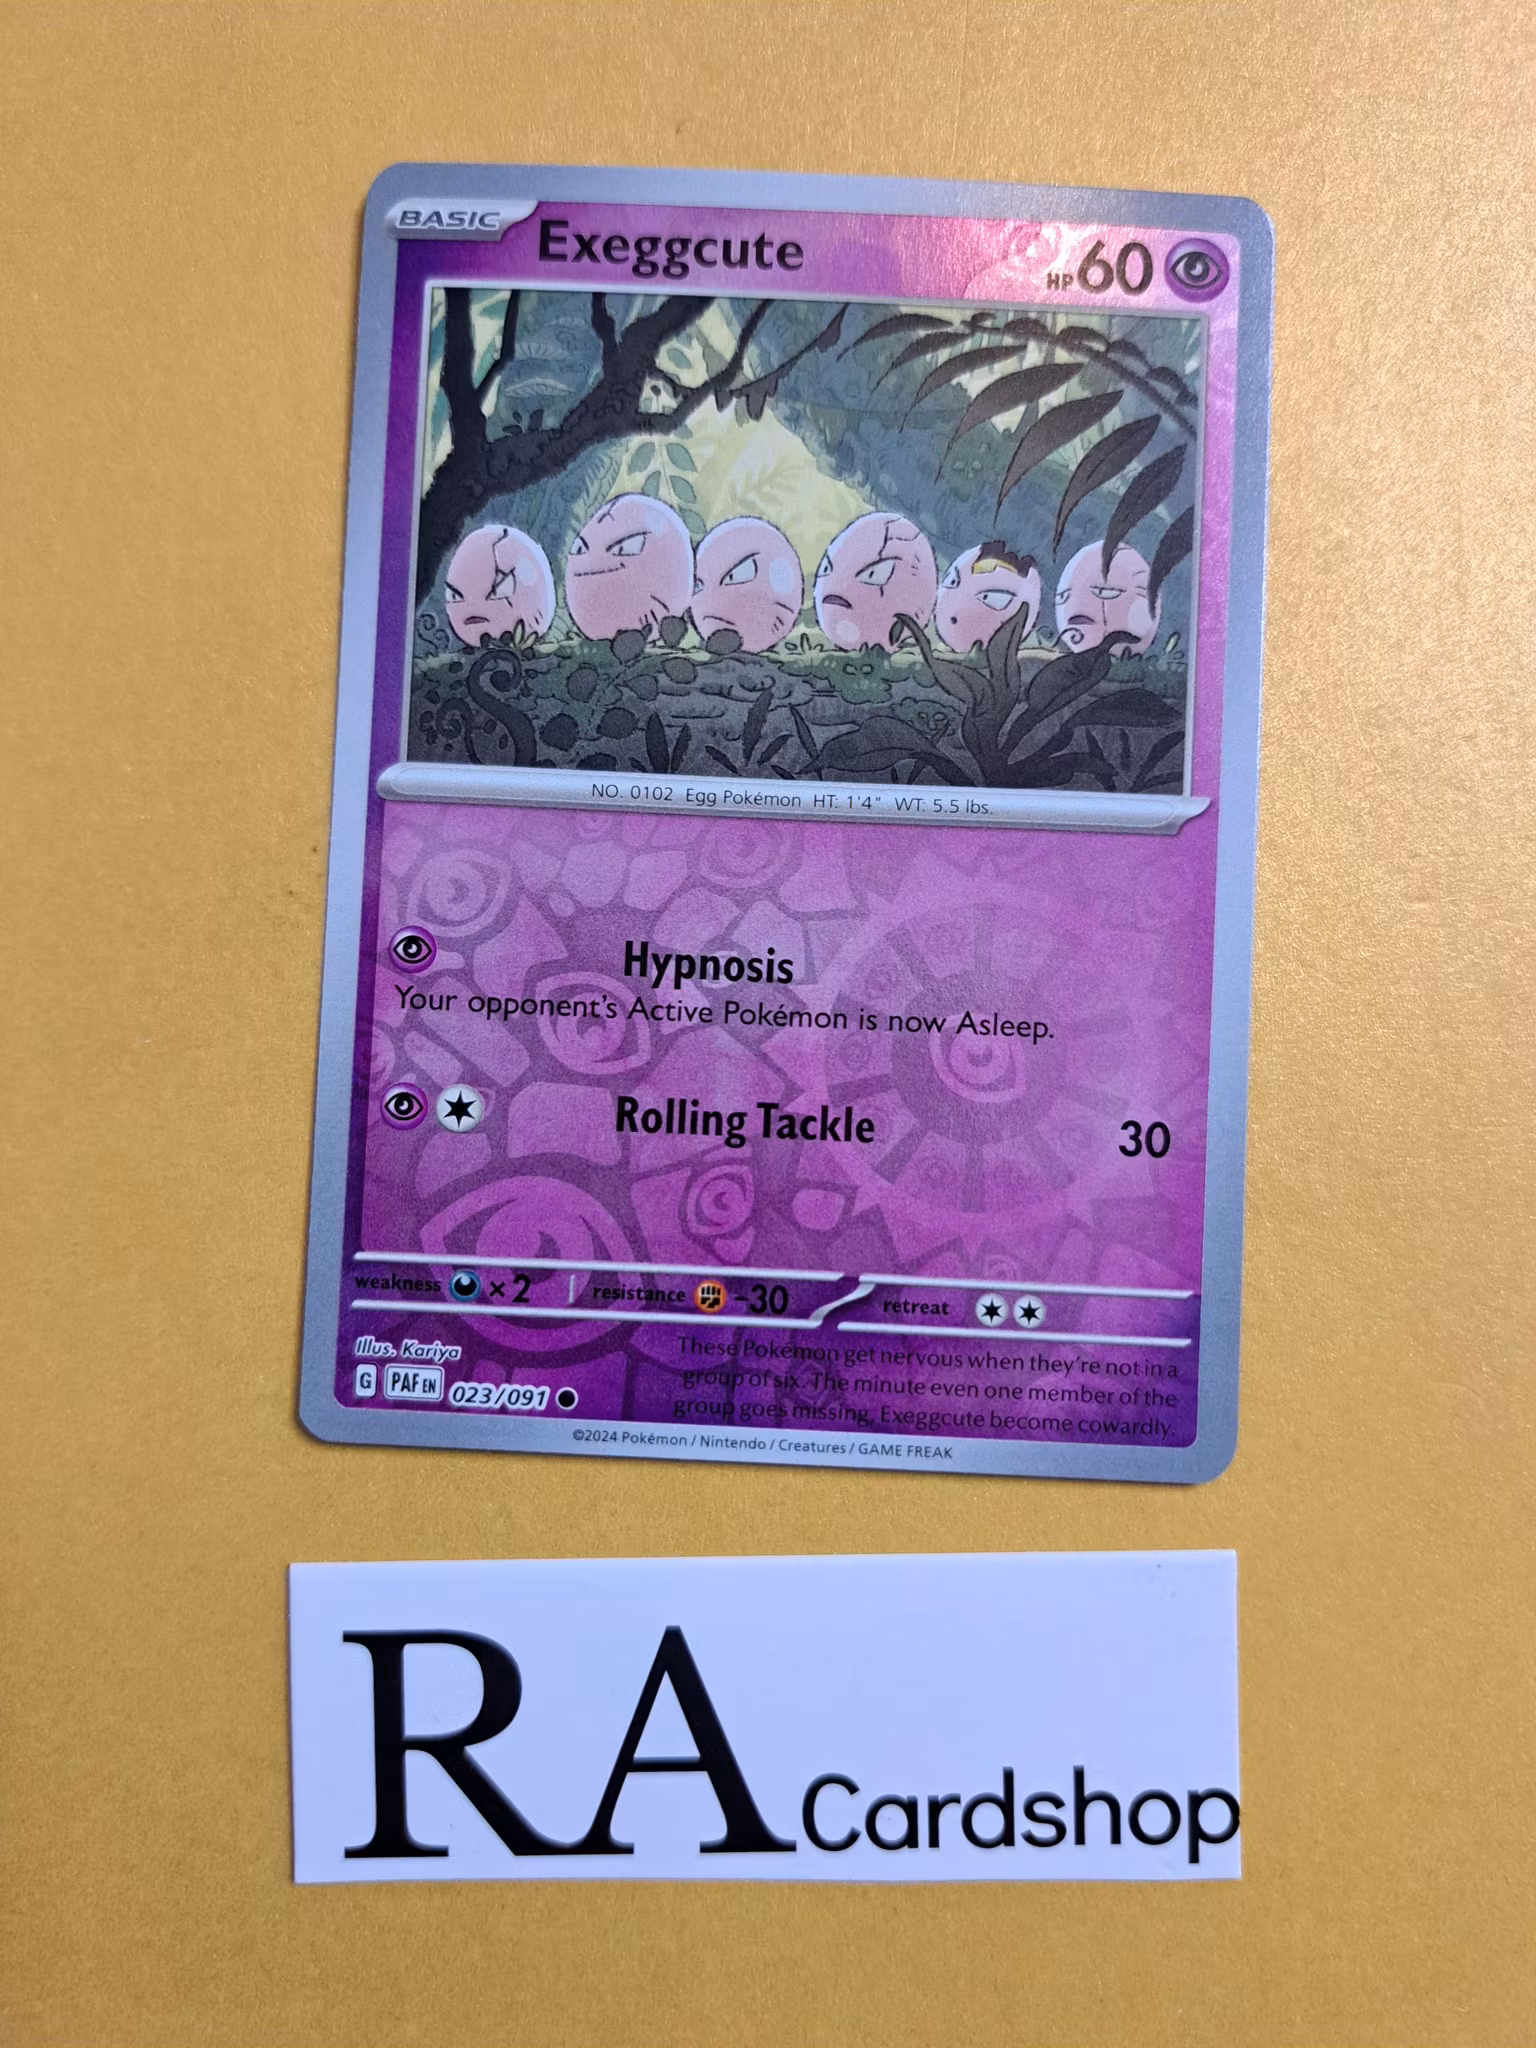 BASIC Exeggcute HP 60
NO. 0102 Egg Pokémon HT: 1'4" WT: 5.5 lbs.
Hypnosis
Your opponent's Active Pokémon is now Asleep.
Rolling Tackle 30
weakness ×2 resistance -30 retreat
Illus. Kariya
These Pokémon get nervous when they're not in a
group of six. The minute even one member of the
group goes missing, Exeggcute become cowardly.
G PAF EN 023/091
©2024 Pokémon / Nintendo / Creatures / GAME FREAK
RA Cardshop